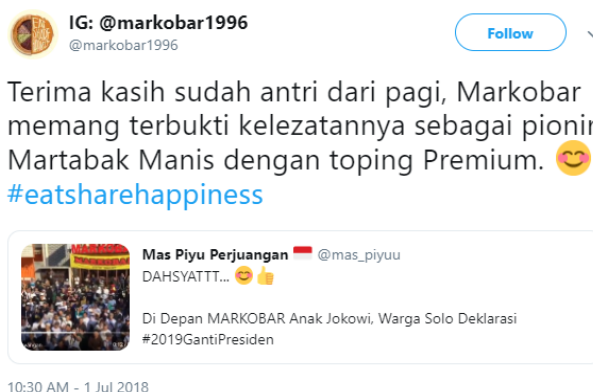 IG: @markobar1996
@markobar1996
Follow
Terima kasih sudah antri dari pagi, Markobar
memang terbukti kelezatannya sebagai pionir
Martabak Manis dengan toping Premium. 😊
#eatsharehappiness
MARKOBAR
Mas Piyu Perjuangan 🇮🇩 @mas_piyuu
DAHSYATTT... 😊👍
Di Depan MARKOBAR Anak Jokowi, Warga Solo Deklarasi
#2019GantiPresiden
10:30 AM - 1 Jul 2018